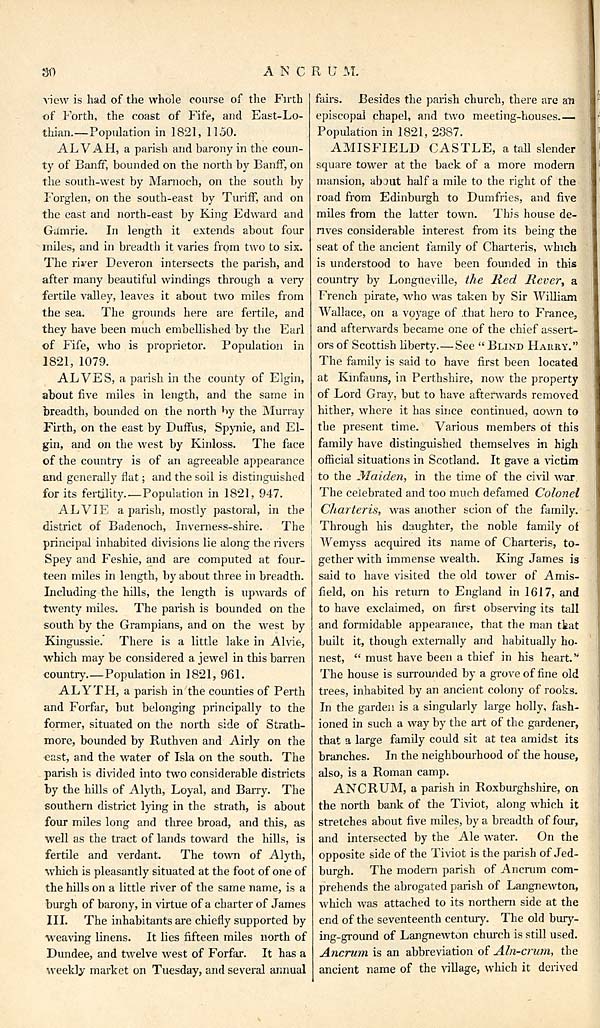 30
ANCRUM.
view is had of the whole course of the Firth
of Forth, the coast of Fife, and East-Lo-
thian.—Population in 1821, 1150.
ALVAH, a parish and barony in the coun-
ty of Banff, bounded on the north by Banff, on
the south-west by Marnoch, on the south by
Forglen, on the south-east by Turiff, and on
the east and north-east by King Edward and
Gamrie. In length it extends about four
miles, and in breadth it varies from two to six.
The river Deveron intersects the parish, and
after many beautiful windings through a very
fertile valley, leaves it about two miles from
the sea. The grounds here are fertile, and
they have been much embellished by the Earl
of Fife, who is proprietor. Population in
1821, 1079.
ALVES, a parish in the county of Elgin,
about five miles in length, and the same in
breadth, bounded on the north by the Murray
Firth, on the east by Duffus, Spynie, and El-
gin, and on the west by Kinloss. The face
of the country is of an agreeable appearance
and generally flat; and the soil is distinguished
for its fertility.—Population in 1821, 947.
ALVIE a parish, mostly pastoral, in the
district of Badenoch, Inverness-shire. The
principal inhabited divisions lie along the rivers
Spey and Feshie, and are computed at four-
teen miles in length, by about three in breadth.
Including the hills, the length is upwards of
twenty miles. The parish is bounded on the
south by the Grampians, and on the west by
Kingussie. There is a little lake in Alvie,
which may be considered a jewel in this barren
country.—Population in 1821, 961.
ALYTH, a parish in the counties of Perth
and Forfar, but belonging principally to the
former, situated on the north side of Strath-
more, bounded by Ruthven and Airly on the
east, and the water of Isla on the south. The
parish is divided into two considerable districts
by the hills of Alyth, Loyal, and Barry. The
southern district lying in the strath, is about
four miles long and three broad, and this, as
well as the tract of lands toward the hills, is
fertile and verdant. The town of Alyth,
which is pleasantly situated at the foot of one of
the hills on a little river of the same name, is a
burgh of barony, in virtue of a charter of James
III. The inhabitants are chiefly supported by
weaving linens. It lies fifteen miles north of
Dundee, and twelve west of Forfar. It has a
weekly market on Tuesday, and several annual
fairs. Besides the parish church, there are an
episcopal chapel, and two meeting-houses.—
Population in 1821, 2387.
AMISFIELD CASTLE, a tall slender
square tower at the back of a more modern
mansion, about half a mile to the right of the
road from Edinburgh to Dumfries, and five
miles from the latter town. This house de-
rives considerable interest from its being the
seat of the ancient family of Charteris, which
is understood to have been founded in this
country by Longueville, the Red Rever, a
French pirate, who was taken by Sir William
Wallace, on a voyage of that hero to France,
and afterwards became one of the chief assert-
ors of Scottish liberty.—See "BLIND HARRY."
The family is said to have first been located
at Kinfauns, in Perthshire, now the property
of Lord Gray, but to have afterwards removed
hither, where it has since continued, down to
the present time. Various members of this
family have distinguished themselves in high
official situations in Scotland. It gave a victim
to the Maiden, in the time of the civil war
The celebrated and too much defamed Colonel
Charteris, was another scion of the family.
Through his daughter, the noble family of
Wemyss acquired its name of Charteris, to-
gether with immense wealth. King James is
said to have visited the old tower of Amis-
field, on his return to England in 1617, and
to have exclaimed, on first observing its tall
and formidable appearance, that the man that
built it, though externally and habitually ho-
nest, "must have been a thief in his heart."
The house is surrounded by a grove of fine old
trees, inhabited by an ancient colony of rooks.
In the garden is a singularly large holly, fash-
ioned in such a way by the art of the gardener,
that a large family could sit at tea amidst its
branches. In the neighbourhood of the house,
also, is a Roman camp.
ANCRUM, a parish in Roxburghshire, on
the north bank of the Tiviot, along which it
stretches about five miles, by a breadth of four,
and intersected by the Ale water. On the
opposite side of the Tiviot is the parish of Jed-
burgh. The modern parish of Ancrum com-
prehends the abrogated parish of Langnewton,
which was attached to its northern side at the
end of the seventeenth century. The old bury-
ing-ground of Langnewton church is still used.
Ancrum is an abbreviation of Aln-crum, the
ancient name of the village, which it derived